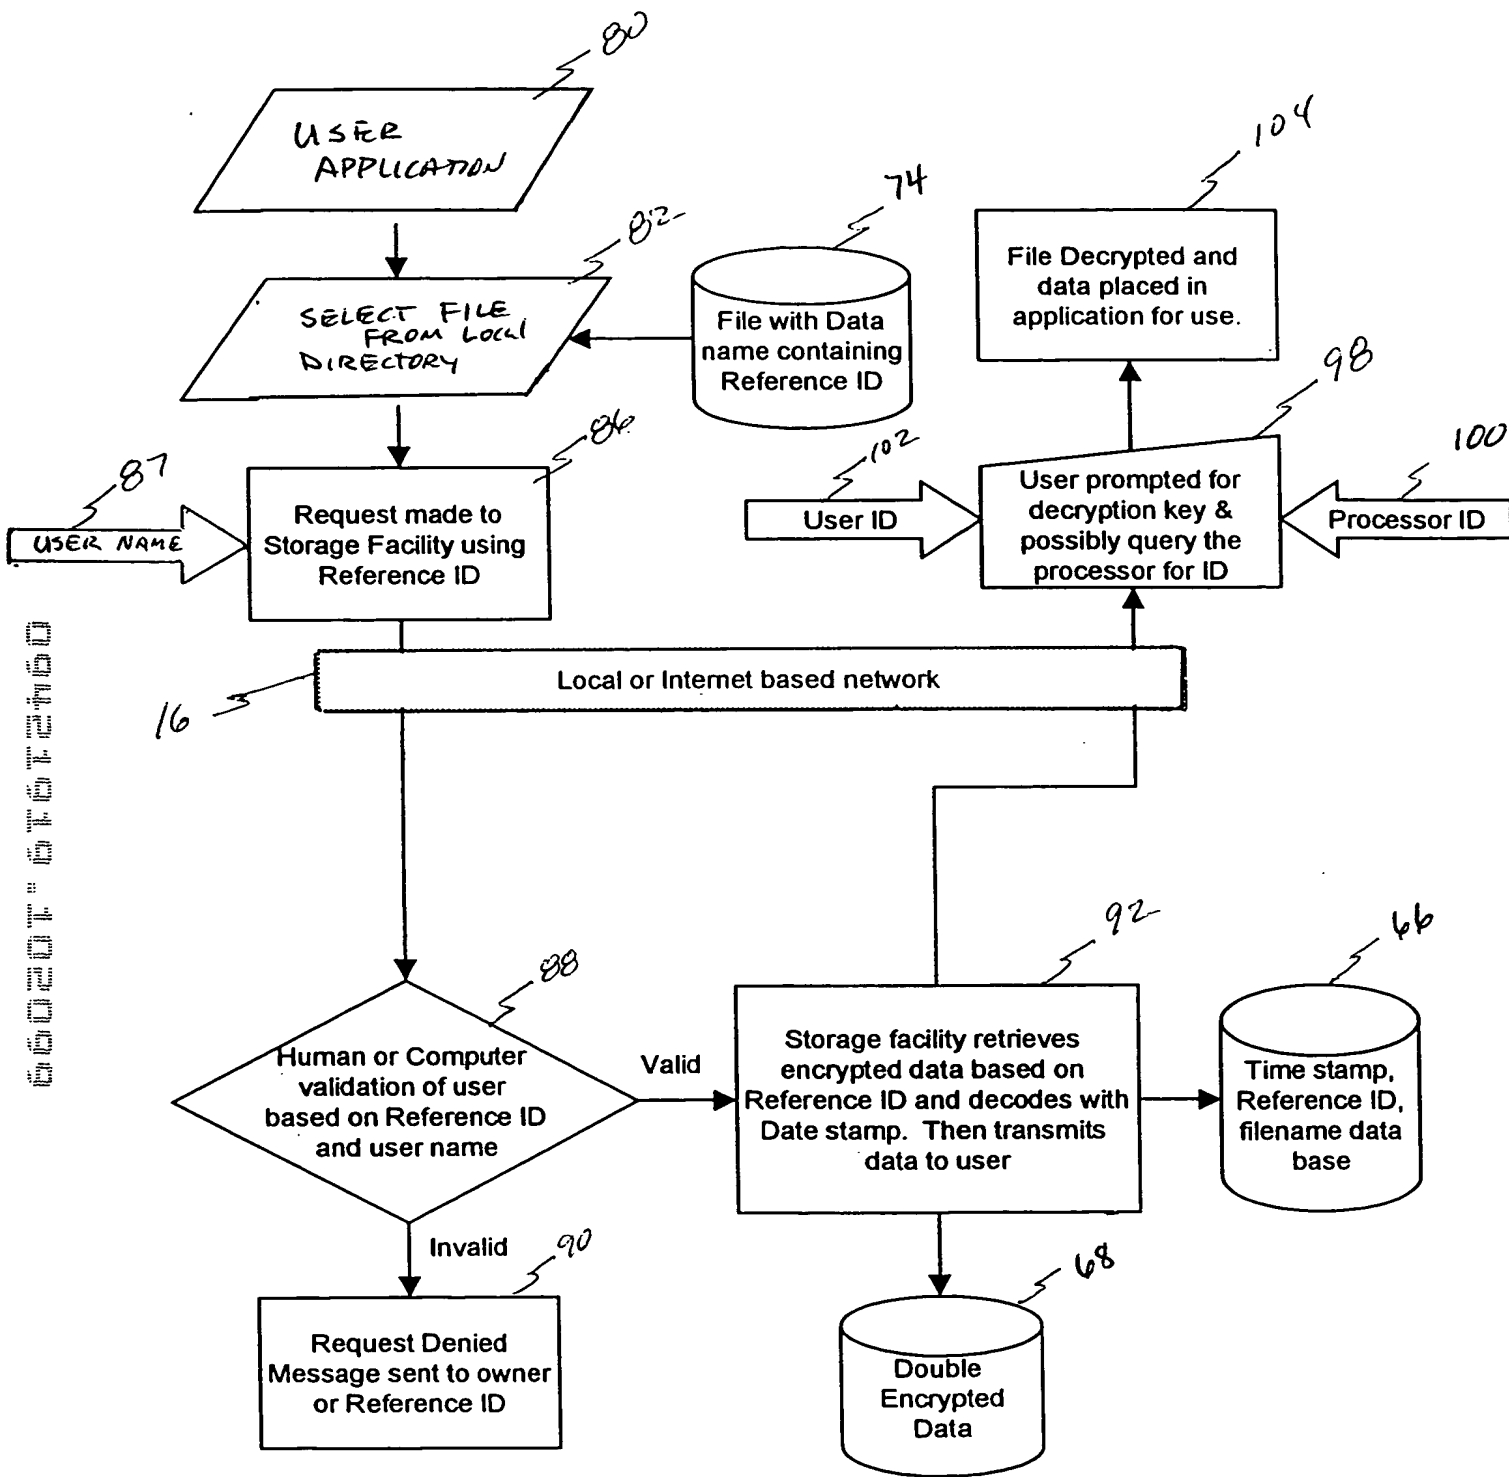 80
USER
APPLICATION
82
SELECT FILE
FROM LOCAL
DIRECTORY
74
File with Data
name containing
Reference ID
104
File Decrypted and
data placed in
application for use.
87
USER NAME
86
Request made to
Storage Facility using
Reference ID
102
User ID
98
User prompted for
decryption key &
possibly query the
processor for ID
100
Processor ID
16
Local or Internet based network
88
Human or Computer
validation of user
based on Reference ID
and user name
Valid
92
Storage facility retrieves
encrypted data based on
Reference ID and decodes with
Date stamp. Then transmits
data to user
66
Time stamp,
Reference ID,
filename data
base
Invalid
90
Request Denied
Message sent to owner
or Reference ID
68
Double
Encrypted
Data